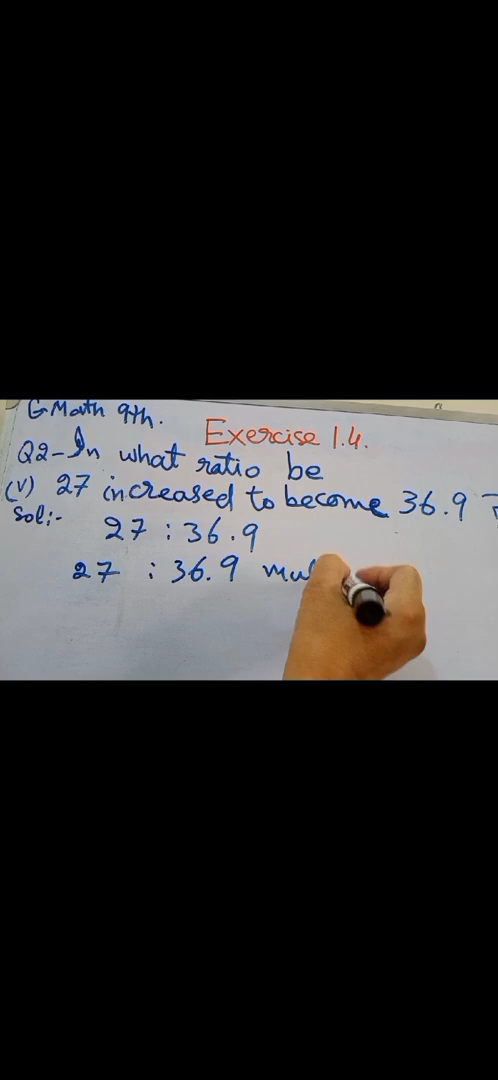 G Math 9th.
Exercise 1.4.
Q2-In what ratio be
(V) 27 increased to become 36.9
Sol:-
27 : 36.9
27 : 36.9 mul